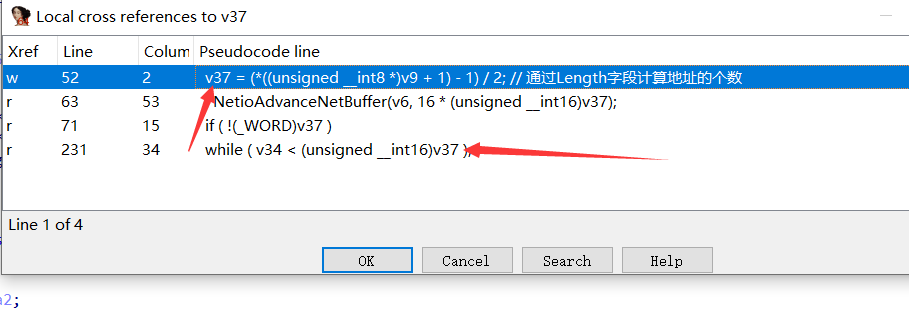 Local cross references to v37
Xref Line Colum Pseudocode line
w 52 2 v37 = (*((unsigned __int8 *)v9 + 1) - 1) / 2; // 通过Length字段计算地址的个数
r 63 53 NetioAdvanceNetBuffer(v6, 16 * (unsigned __int16)v37);
r 71 15 if ( !(_WORD)v37 )
r 231 34 while ( v34 < (unsigned __int16)v37 );
Line 1 of 4
OK Cancel Search Help
a2;